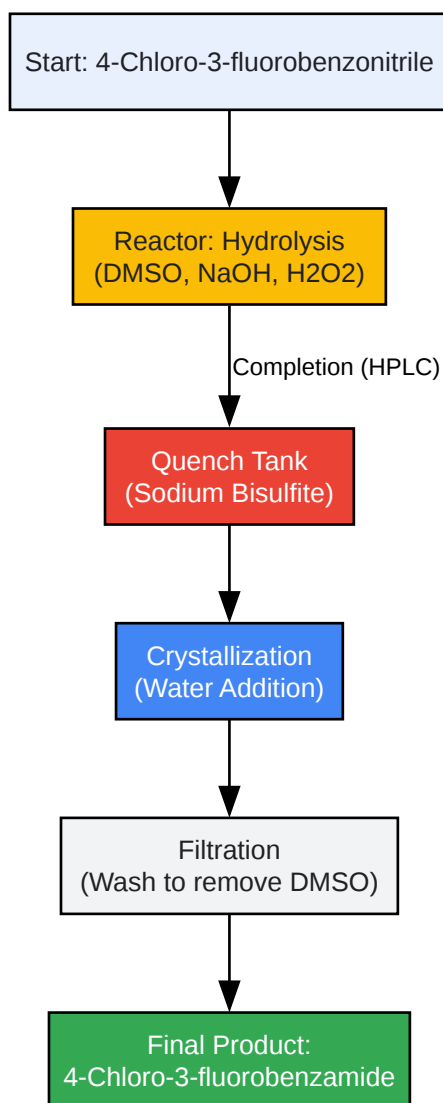 Start: 4-Chloro-3-fluorobenzonitrile
Reactor: Hydrolysis
(DMSO, NaOH, H2O2)
Completion (HPLC)
Quench Tank
(Sodium Bisulfite)
Crystallization
(Water Addition)
Filtration
(Wash to remove DMSO)
Final Product:
4-Chloro-3-fluorobenzamide